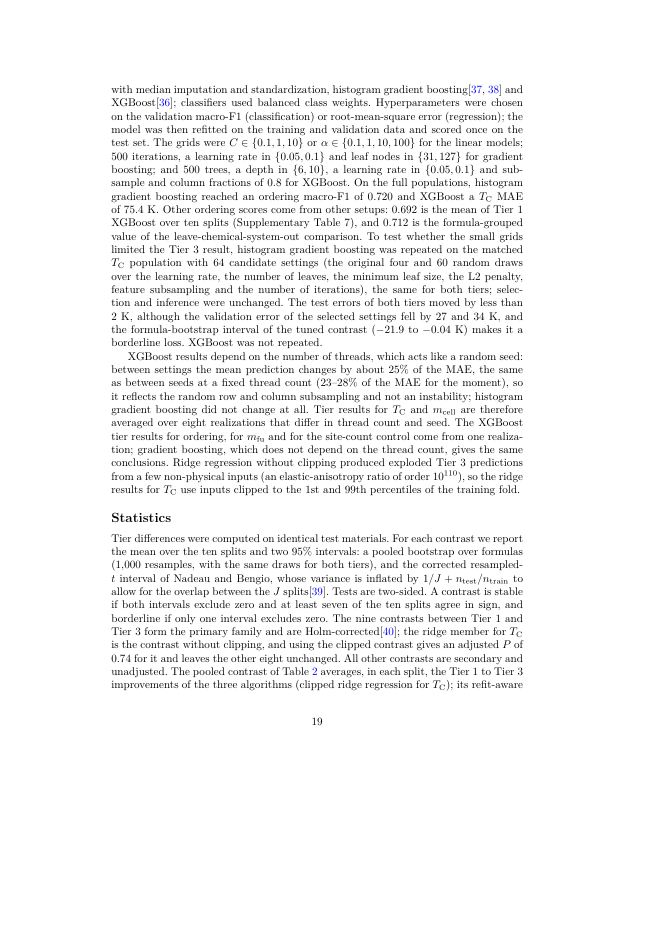 with median imputation and standardization, histogram gradient boosting[37, 38] and
XGBoost[36]; classifiers used balanced class weights. Hyperparameters were chosen
on the validation macro-F1 (classification) or root-mean-square error (regression); the
model was then refitted on the training and validation data and scored once on the
test set. The grids were C ∈ {0.1, 1, 10} or α ∈ {0.1, 1, 10, 100} for the linear models;
500 iterations, a learning rate in {0.05, 0.1} and leaf nodes in {31, 127} for gradient
boosting; and 500 trees, a depth in {6, 10}, a learning rate in {0.05, 0.1} and sub-
sample and column fractions of 0.8 for XGBoost. On the full populations, histogram
gradient boosting reached an ordering macro-F1 of 0.720 and XGBoost a T_C MAE
of 75.4 K. Other ordering scores come from other setups: 0.692 is the mean of Tier 1
XGBoost over ten splits (Supplementary Table 7), and 0.712 is the formula-grouped
value of the leave-chemical-system-out comparison. To test whether the small grids
limited the Tier 3 result, histogram gradient boosting was repeated on the matched
T_C population with 64 candidate settings (the original four and 60 random draws
over the learning rate, the number of leaves, the minimum leaf size, the L2 penalty,
feature subsampling and the number of iterations), the same for both tiers; selec-
tion and inference were unchanged. The test errors of both tiers moved by less than
2 K, although the validation error of the selected settings fell by 27 and 34 K, and
the formula-bootstrap interval of the tuned contrast (−21.9 to −0.04 K) makes it a
borderline loss. XGBoost was not repeated.
XGBoost results depend on the number of threads, which acts like a random seed:
between settings the mean prediction changes by about 25% of the MAE, the same
as between seeds at a fixed thread count (23–28% of the MAE for the moment), so
it reflects the random row and column subsampling and not an instability; histogram
gradient boosting did not change at all. Tier results for T_C and m_cell are therefore
averaged over eight realizations that differ in thread count and seed. The XGBoost
tier results for ordering, for m_fu and for the site-count control come from one realiza-
tion; gradient boosting, which does not depend on the thread count, gives the same
conclusions. Ridge regression without clipping produced exploded Tier 3 predictions
from a few non-physical inputs (an elastic-anisotropy ratio of order 10^110), so the ridge
results for T_C use inputs clipped to the 1st and 99th percentiles of the training fold.
Statistics
Tier differences were computed on identical test materials. For each contrast we report
the mean over the ten splits and two 95% intervals: a pooled bootstrap over formulas
(1,000 resamples, with the same draws for both tiers), and the corrected resampled-
t interval of Nadeau and Bengio, whose variance is inflated by 1/J + n_test/n_train to
allow for the overlap between the J splits[39]. Tests are two-sided. A contrast is stable
if both intervals exclude zero and at least seven of the ten splits agree in sign, and
borderline if only one interval excludes zero. The nine contrasts between Tier 1 and
Tier 3 form the primary family and are Holm-corrected[40]; the ridge member for T_C
is the contrast without clipping, and using the clipped contrast gives an adjusted P of
0.74 for it and leaves the other eight unchanged. All other contrasts are secondary and
unadjusted. The pooled contrast of Table 2 averages, in each split, the Tier 1 to Tier 3
improvements of the three algorithms (clipped ridge regression for T_C); its refit-aware
19